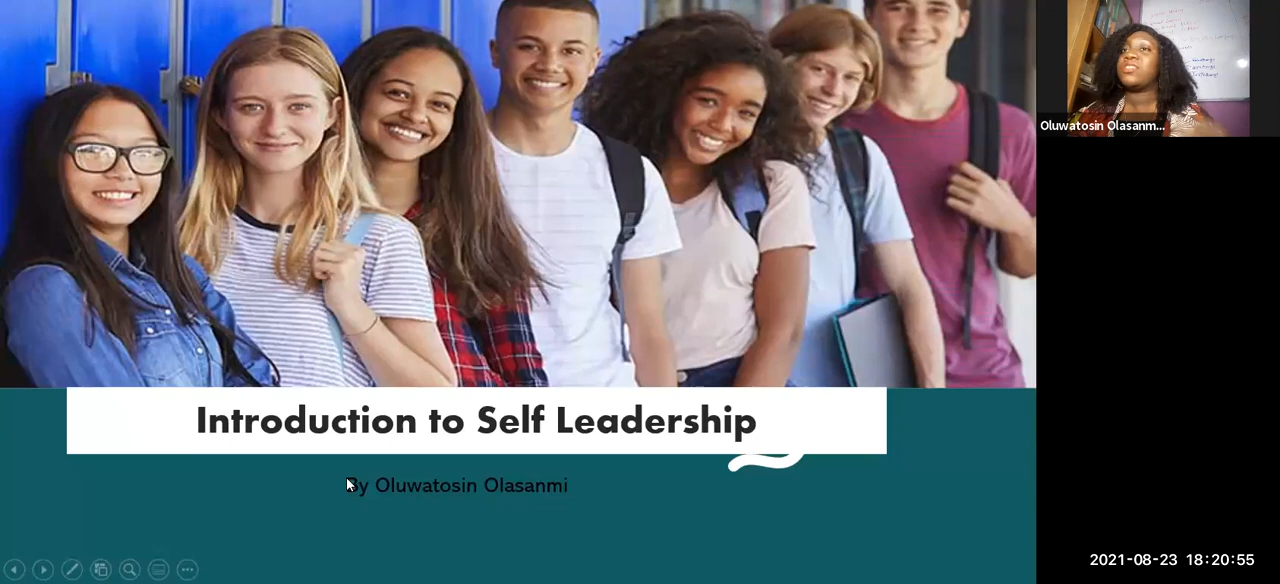 Oluwatosin Olasanm...
Introduction to Self Leadership
By Oluwatosin Olasanmi
2021-08-23 18:20:55